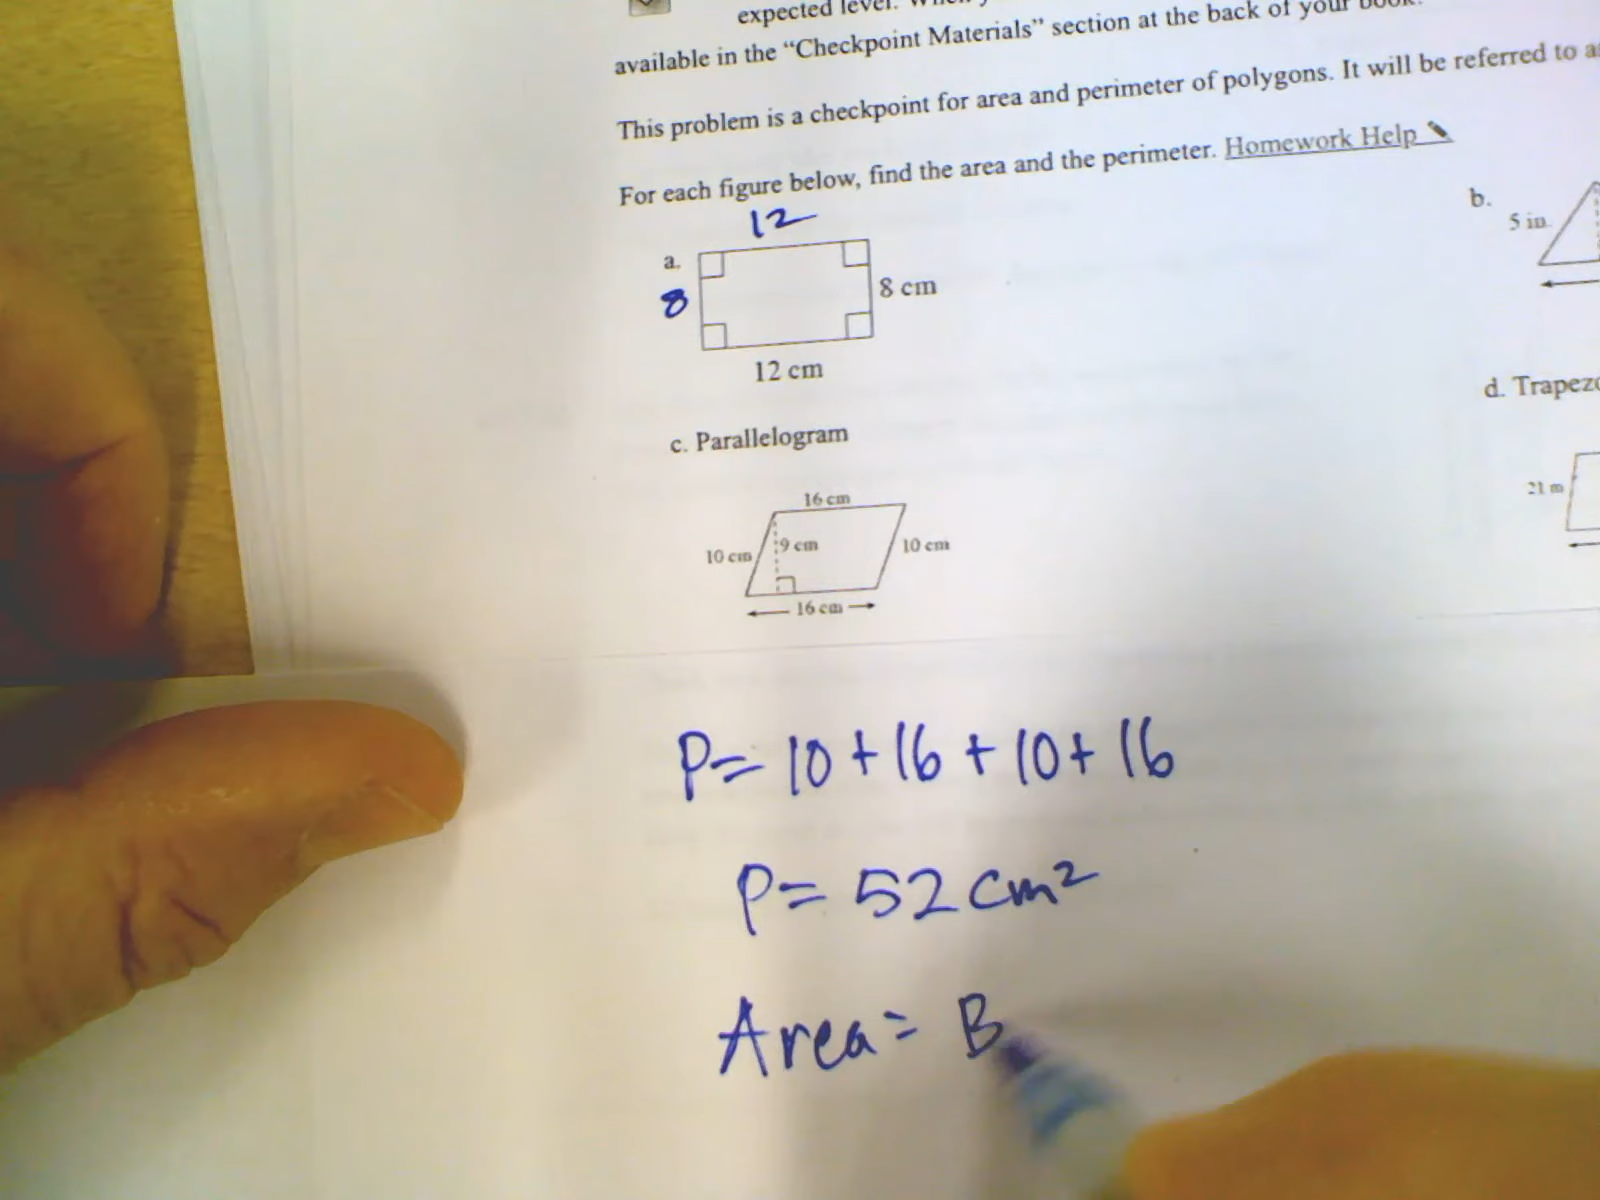 expected level.
available in the “Checkpoint Materials” section at the back of your book.
This problem is a checkpoint for area and perimeter of polygons. It will be referred to
For each figure below, find the area and the perimeter. Homework Help
12
a.
8
8 cm
12 cm
b.
5 in.
c. Parallelogram
16 cm
10 cm
9 cm
10 cm
16 cm
d.
21 m
P= 10 + 16 + 10 + 16
P= 52 cm²
Area = B